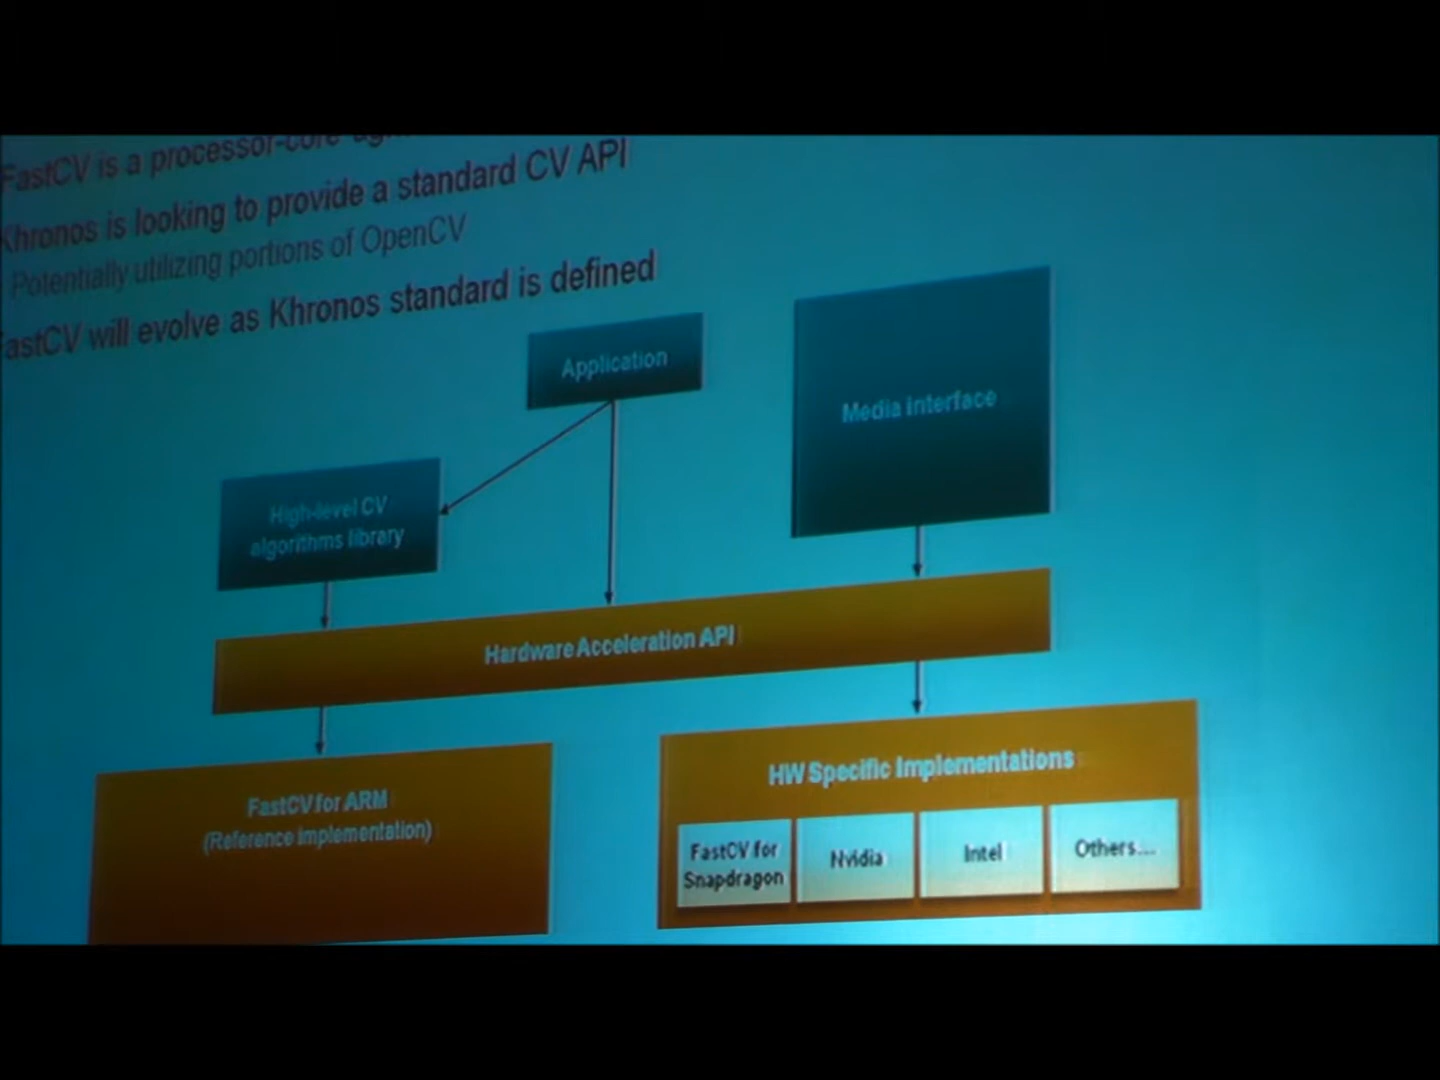 FastCV is a processor-core
Khronos is looking to provide a standard CV API
Potentially utilizing portions of OpenCV
FastCV will evolve as Khronos standard is defined
Application
Media interface
High-level CV
algorithms library
Hardware Acceleration API
FastCV for ARM
(Reference implementation)
HW Specific Implementations
FastCV for
Snapdragon
Nvidia
Intel
Others....